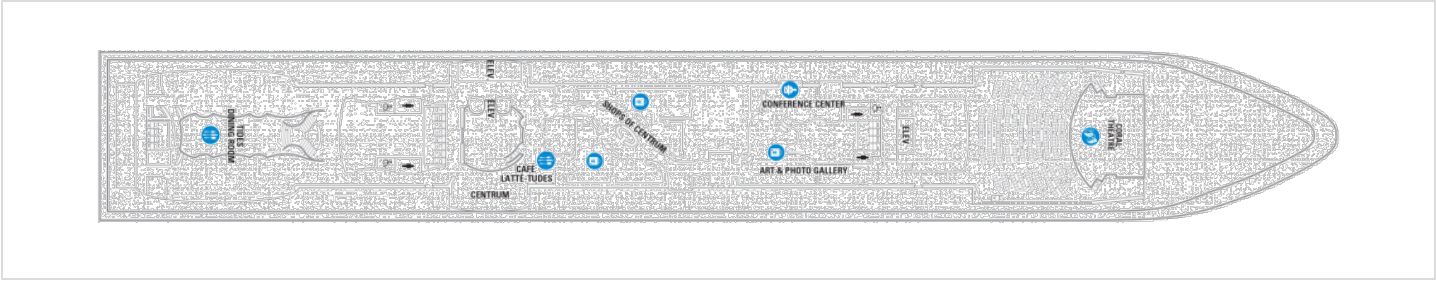 ELEV
ELEV
TIDES
DINING ROOM
SHOPS OF CENTRUM
CONFERENCE CENTER
ELEV
CORAL
THEATRE
CAFÉ
LATTE-TUDES
ART & PHOTO GALLERY
CENTRUM